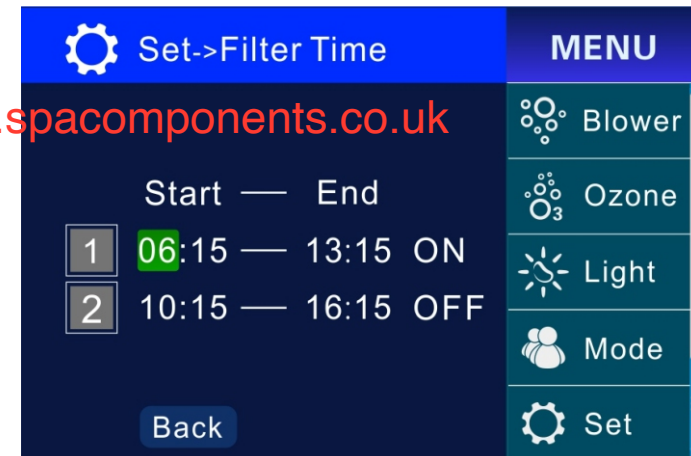 Set->Filter Time
MENU
.spacomponents.co.uk
Blower
Start — End
O3 Ozone
1 06:15 — 13:15 ON
Light
2 10:15 — 16:15 OFF
Mode
Back
Set